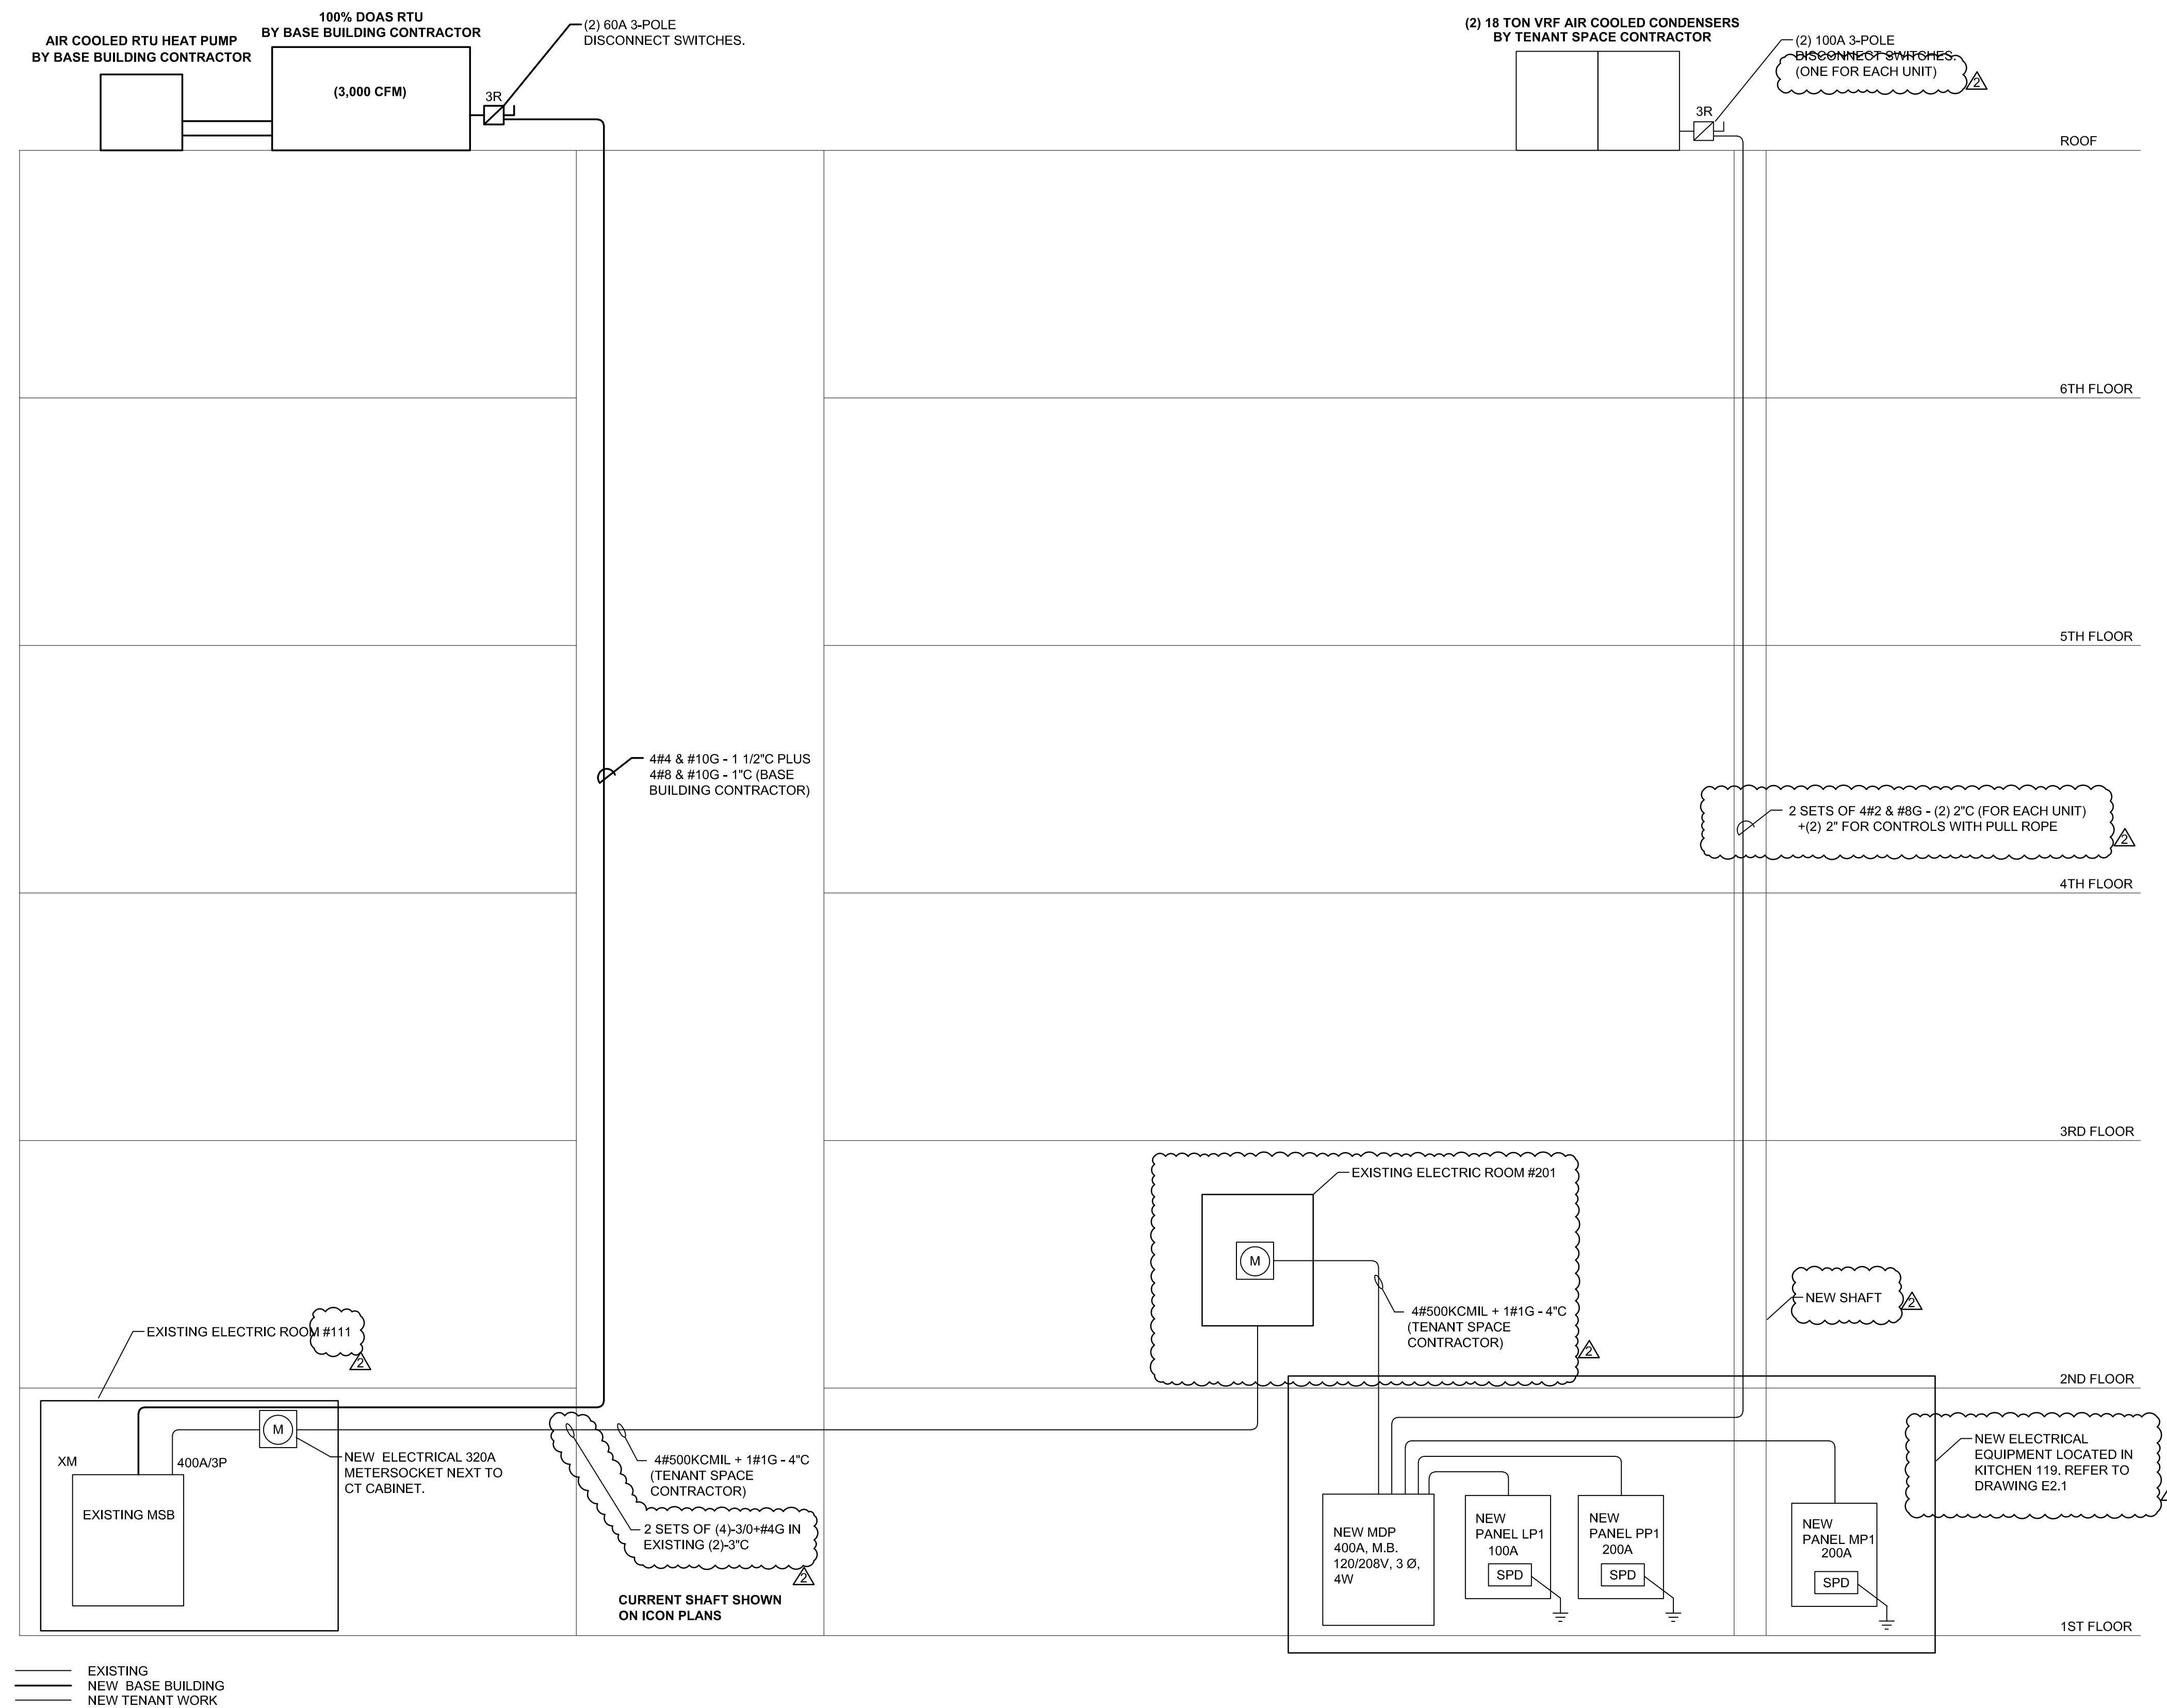 100% DOAS RTU
BY BASE BUILDING CONTRACTOR
AIR COOLED RTU HEAT PUMP
BY BASE BUILDING CONTRACTOR
(3,000 CFM)
3R
(2) 60A 3-POLE
DISCONNECT SWITCHES.
(2) 18 TON VRF AIR COOLED CONDENSERS
BY TENANT SPACE CONTRACTOR
(2) 100A 3-POLE
DISCONNECT SWITCHES.
(ONE FOR EACH UNIT)
2
3R
ROOF
6TH FLOOR
5TH FLOOR
4#4 & #10G - 1 1/2"C PLUS
4#8 & #10G - 1"C (BASE
BUILDING CONTRACTOR)
2 SETS OF 4#2 & #8G - (2) 2"C (FOR EACH UNIT)
+(2) 2" FOR CONTROLS WITH PULL ROPE
2
4TH FLOOR
3RD FLOOR
EXISTING ELECTRIC ROOM #201
M
4#500KCMIL + 1#1G - 4"C
(TENANT SPACE
CONTRACTOR)
2
NEW SHAFT
2
EXISTING ELECTRIC ROOM #111
2
2ND FLOOR
M
XM
400A/3P
EXISTING MSB
NEW ELECTRICAL 320A
METERSOCKET NEXT TO
CT CABINET.
4#500KCMIL + 1#1G - 4"C
(TENANT SPACE
CONTRACTOR)
2 SETS OF (4)-3/0+#4G IN
EXISTING (2)-3"C
2
CURRENT SHAFT SHOWN
ON ICON PLANS
NEW MDP
400A, M.B.
120/208V, 3 Ø,
4W
NEW
PANEL LP1
100A
SPD
NEW
PANEL PP1
200A
SPD
NEW
PANEL MP1
200A
SPD
NEW ELECTRICAL
EQUIPMENT LOCATED IN
KITCHEN 119. REFER TO
DRAWING E2.1
1ST FLOOR
EXISTING
NEW BASE BUILDING
NEW TENANT WORK